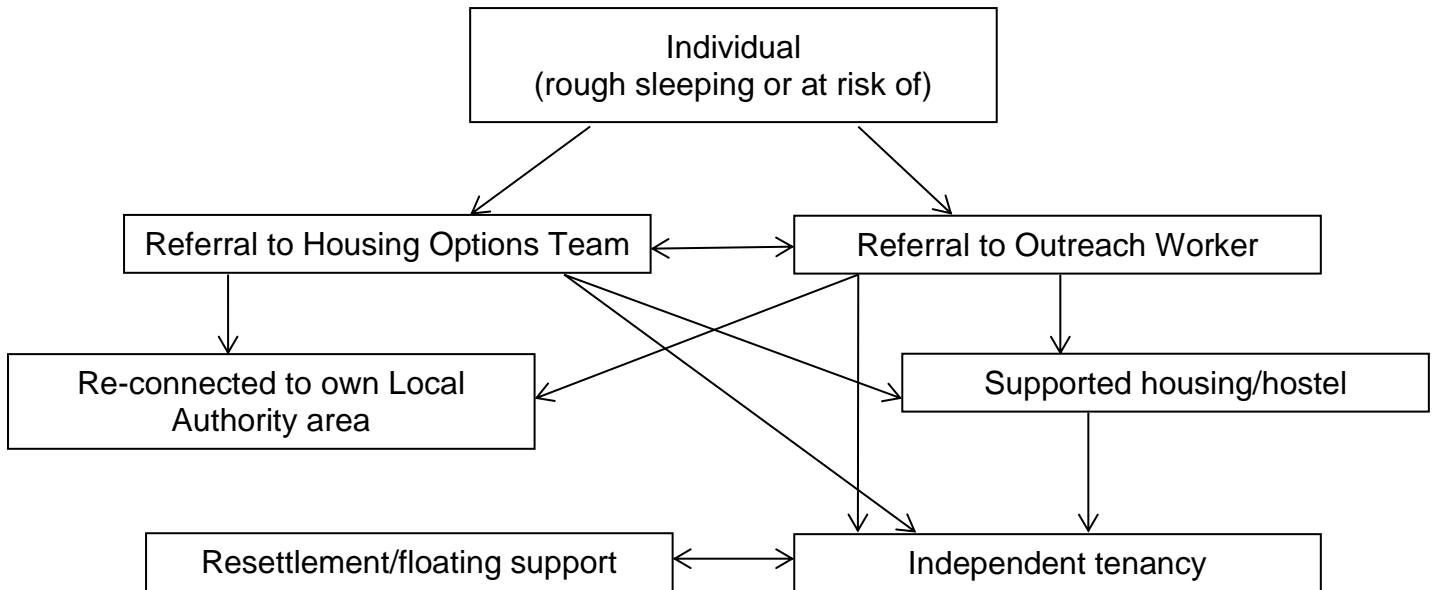 Individual
(rough sleeping or at risk of)
Referral to Housing Options Team
Referral to Outreach Worker
Re-connected to own Local
Authority area
Supported housing/hostel
Resettlement/floating support
Independent tenancy